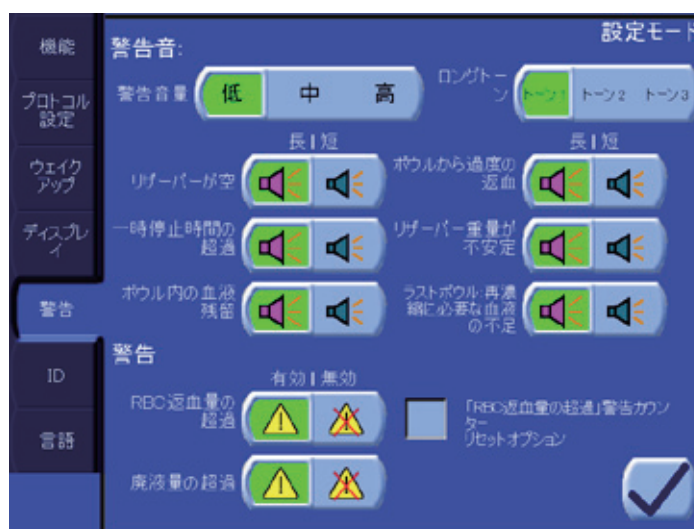 設定モード
機能
プロトコル
設定
ウェイク
アップ
ディスプレ
イ
警告
ID
言語
警告音:
警告音量
低
中
高
ロングトー
ン
トーン1
トーン2
トーン3
長 | 短
長 | 短
リザーバーが空
ボウルから過度の
返血
一時停止時間の
超過
リザーバー重量が
不安定
ボウル内の血液
残留
ラストボウル:再濃
縮に必要な血液
の不足
警告
有効 | 無効
RBC返血量の
超過
「RBC返血量の超過」警告カウン
ター
リセットオプション
廃液量の超過